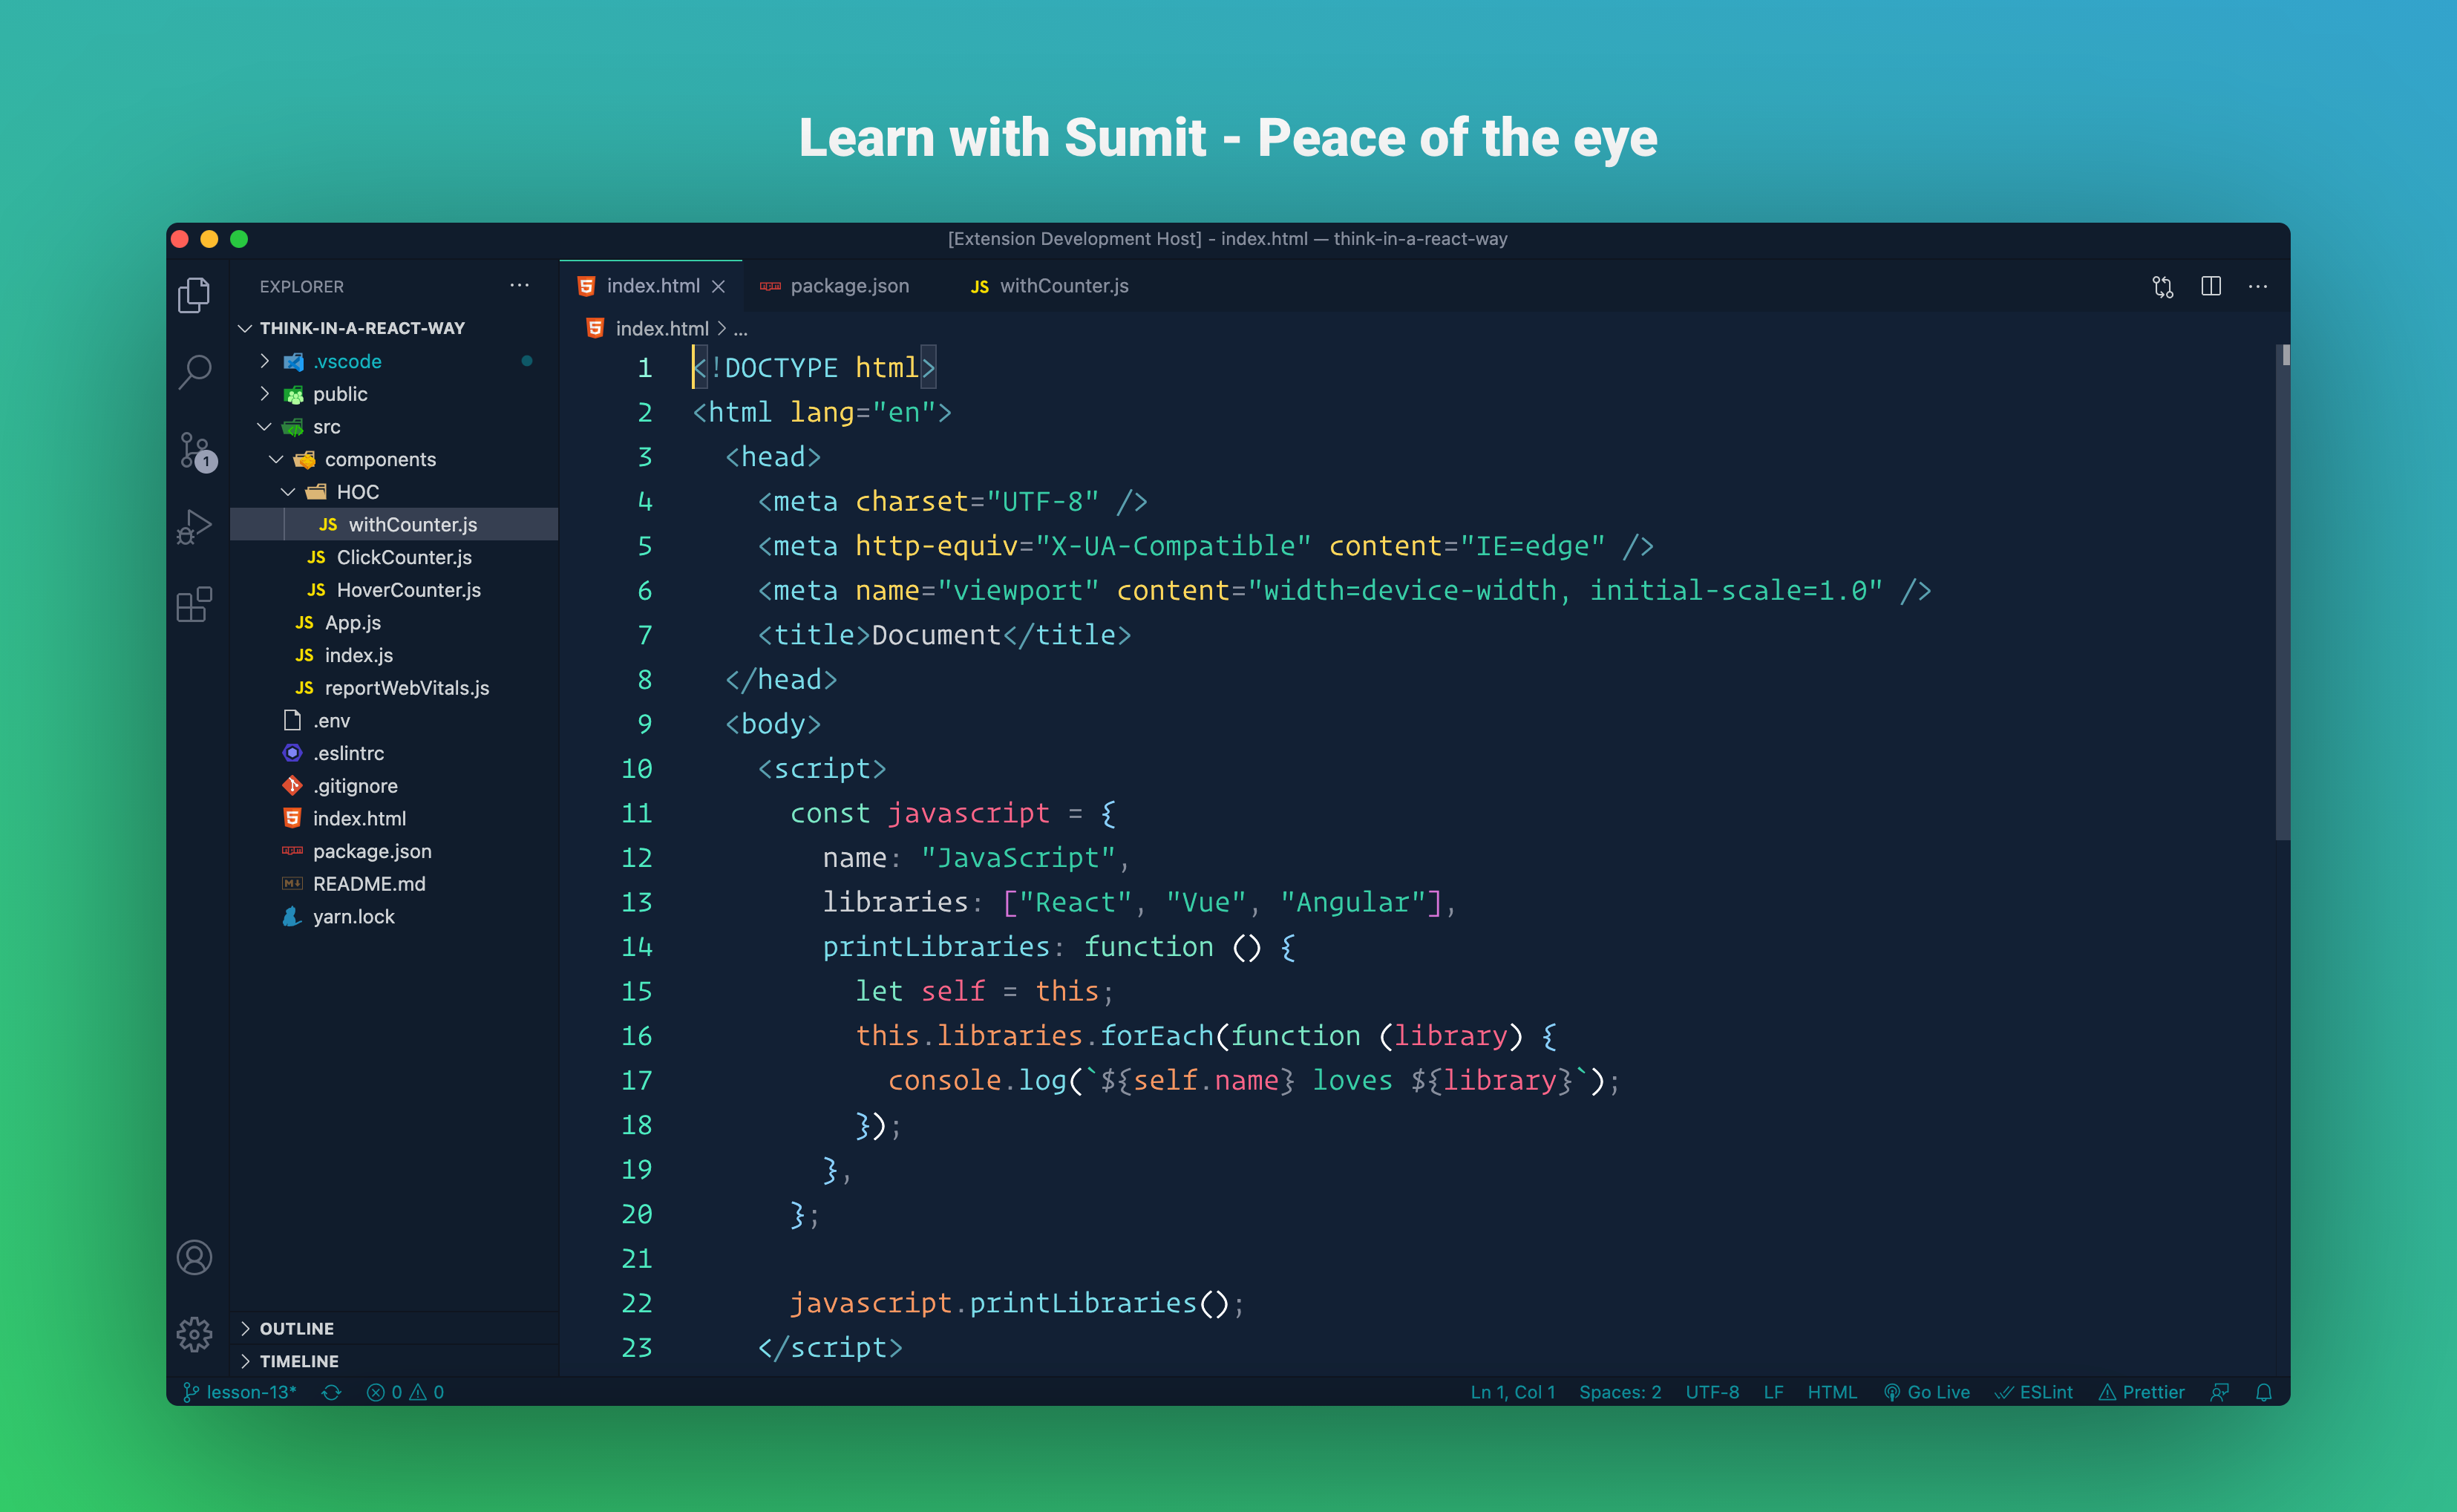 Learn with Sumit - Peace of the eye
[Extension Development Host] - index.html — think-in-a-react-way
EXPLORER
index.html
package.json
JS withCounter.js
THINK-IN-A-REACT-WAY
.vscode
public
src
components
HOC
JS withCounter.js
JS ClickCounter.js
JS HoverCounter.js
JS App.js
JS index.js
JS reportWebVitals.js
.env
.eslintrc
.gitignore
index.html
package.json
README.md
yarn.lock
OUTLINE
TIMELINE
1
index.html > ...
1 <!DOCTYPE html>
2 <html lang="en">
3   <head>
4     <meta charset="UTF-8" />
5     <meta http-equiv="X-UA-Compatible" content="IE=edge" />
6     <meta name="viewport" content="width=device-width, initial-scale=1.0" />
7     <title>Document</title>
8   </head>
9   <body>
10     <script>
11       const javascript = {
12         name: "JavaScript",
13         libraries: ["React", "Vue", "Angular"],
14         printLibraries: function () {
15           let self = this;
16           this.libraries.forEach(function (library) {
17             console.log(`${self.name} loves ${library}`);
18           });
19         },
20       };
21
22       javascript.printLibraries();
23     </script>
lesson-13* 0 0
Ln 1, Col 1 Spaces: 2 UTF-8 LF HTML Go Live ESLint Prettier